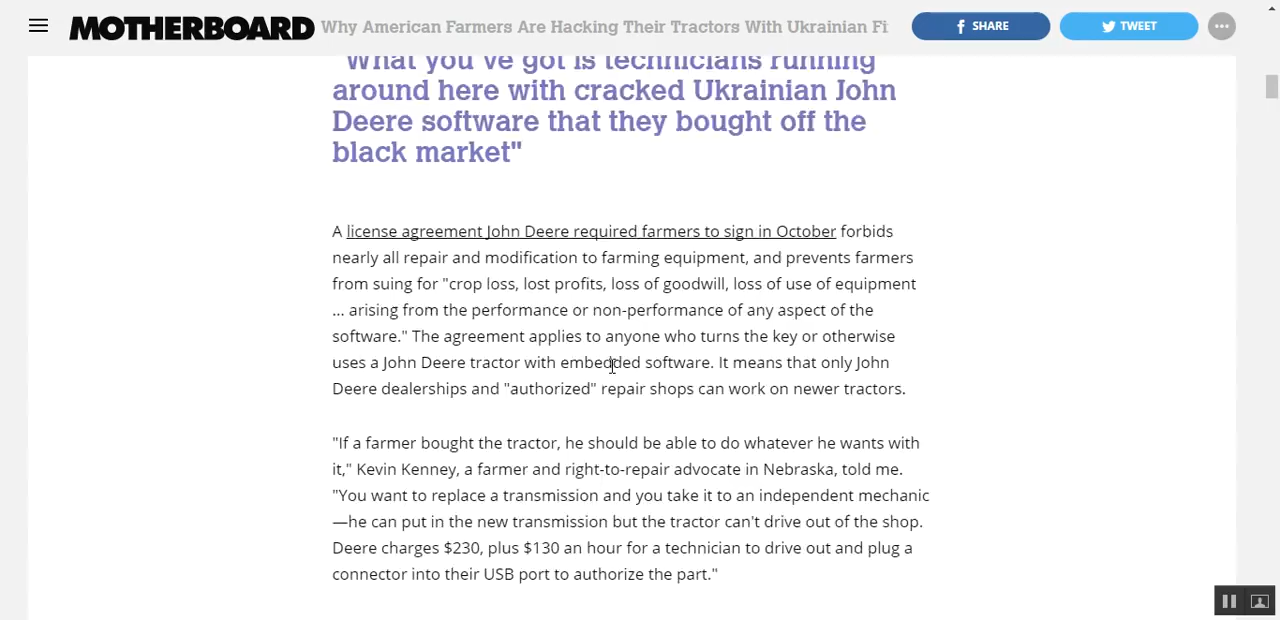 MOTHERBOARD
Why American Farmers Are Hacking Their Tractors With Ukrainian Fi
SHARE
TWEET
"What you've got is technicians running
around here with cracked Ukrainian John
Deere software that they bought off the
black market"
A license agreement John Deere required farmers to sign in October forbids
nearly all repair and modification to farming equipment, and prevents farmers
from suing for "crop loss, lost profits, loss of goodwill, loss of use of equipment
... arising from the performance or non-performance of any aspect of the
software." The agreement applies to anyone who turns the key or otherwise
uses a John Deere tractor with embedded software. It means that only John
Deere dealerships and "authorized" repair shops can work on newer tractors.
"If a farmer bought the tractor, he should be able to do whatever he wants with
it," Kevin Kenney, a farmer and right-to-repair advocate in Nebraska, told me.
"You want to replace a transmission and you take it to an independent mechanic
—he can put in the new transmission but the tractor can't drive out of the shop.
Deere charges $230, plus $130 an hour for a technician to drive out and plug a
connector into their USB port to authorize the part."